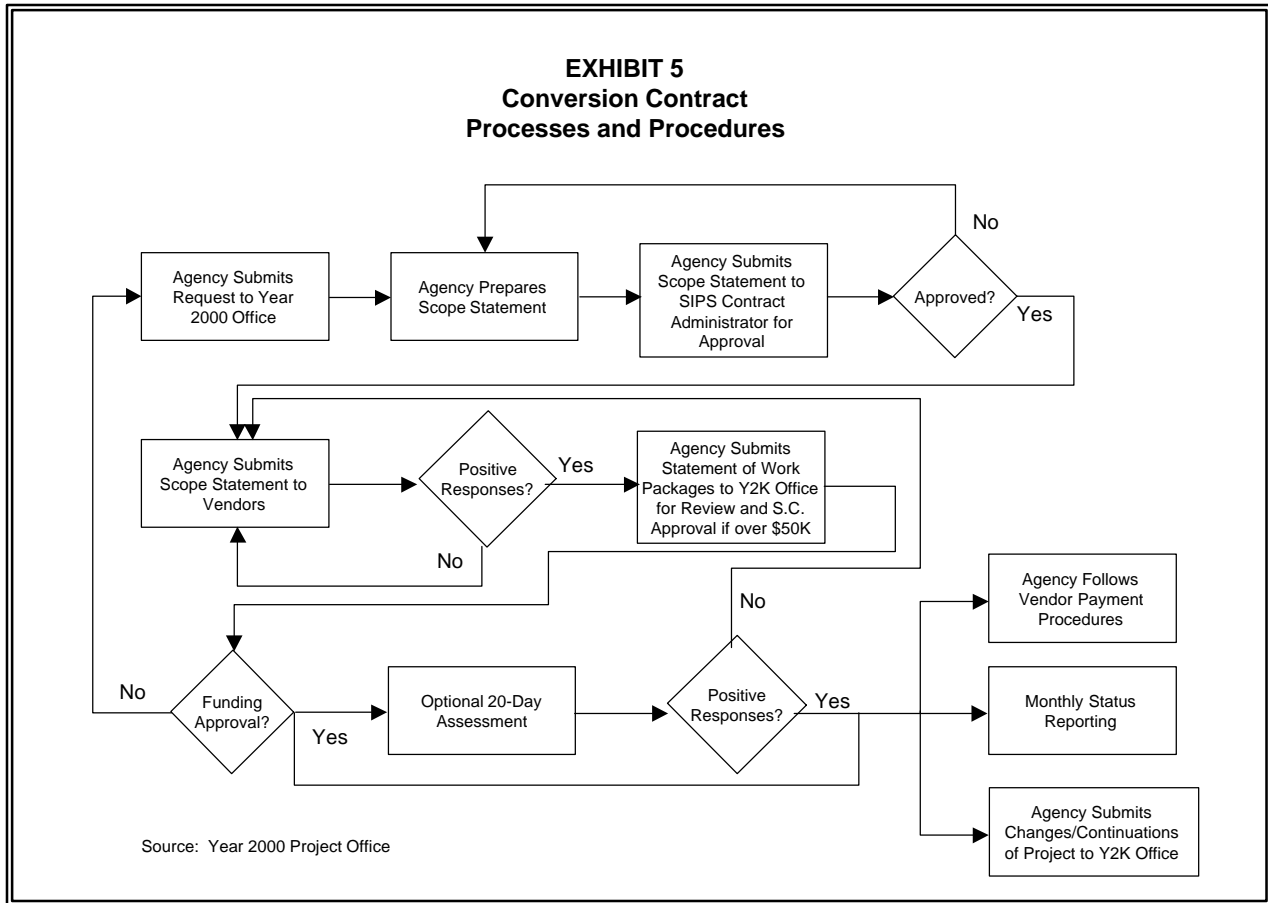 EXHIBIT 5
Conversion Contract
Processes and Procedures
No
Agency Submits
Request to Year
2000 Office
Agency Prepares
Scope Statement
Agency Submits
Scope Statement to
SIPS Contract
Administrator for
Approval
Approved?
Yes
Agency Submits
Scope Statement to
Vendors
Positive
Responses?
Yes
No
Agency Submits
Statement of Work
Packages to Y2K Office
for Review and S.C.
Approval if over $50K
No
Funding
Approval?
Yes
Optional 20-Day
Assessment
No
Positive
Responses?
Yes
Agency Follows
Vendor Payment
Procedures
Monthly Status
Reporting
Agency Submits
Changes/Continuations
of Project to Y2K Office
Source: Year 2000 Project Office